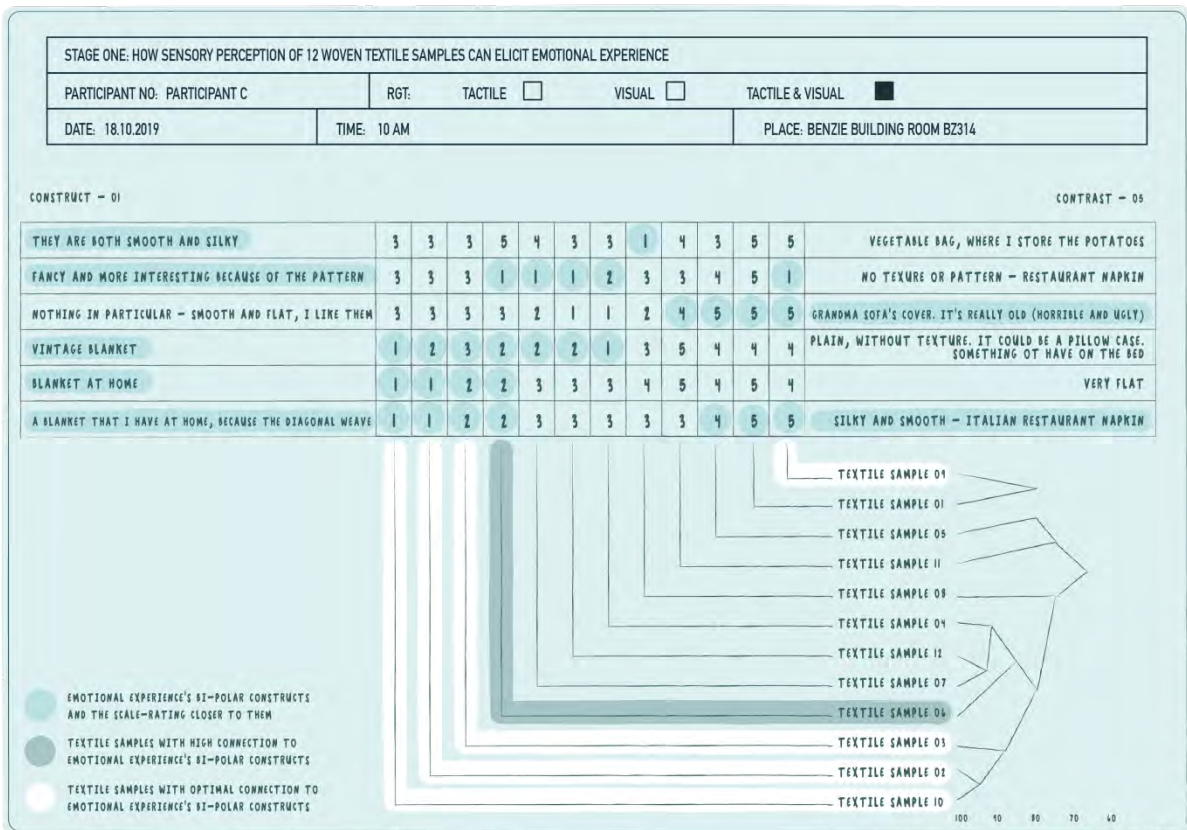 STAGE ONE: HOW SENSORY PERCEPTION OF 12 WOVEN TEXTILE SAMPLES CAN ELICIT EMOTIONAL EXPERIENCE
PARTICIPANT NO: PARTICIPANT C RGT: TACTILE VISUAL TACTILE & VISUAL
DATE: 18.10.2019 TIME: 10 AM PLACE: BENZIE BUILDING ROOM BZ314
CONSTRUCT – 01 CONTRAST – 05
THEY ARE BOTH SMOOTH AND SILKY 3 3 3 5 4 3 3 1 4 3 5 5 VEGETABLE BAG, WHERE I STORE THE POTATOES
FANCY AND MORE INTERESTING BECAUSE OF THE PATTERN 3 3 3 1 1 1 2 3 3 4 5 1 NO TEXURE OR PATTERN – RESTAURANT NAPKIN
NOTHING IN PARTICULAR – SMOOTH AND FLAT, I LIKE THEM 3 3 3 3 2 1 1 2 4 5 5 5 GRANDMA SOFA'S COVER. IT'S REALLY OLD (HORRIBLE AND UGLY)
VINTAGE BLANKET 1 2 3 2 2 2 1 3 5 4 4 4 PLAIN, WITHOUT TEXTURE. IT COULD BE A PILLOW CASE.
SOMETHING OT HAVE ON THE BED
BLANKET AT HOME 1 1 2 2 3 3 3 4 5 4 5 4 VERY FLAT
A BLANKET THAT I HAVE AT HOME, BECAUSE THE DIAGONAL WEAVE 1 1 2 2 3 3 3 3 3 4 5 5 SILKY AND SMOOTH – ITALIAN RESTAURANT NAPKIN
TEXTILE SAMPLE 09
TEXTILE SAMPLE 01
TEXTILE SAMPLE 05
TEXTILE SAMPLE 11
TEXTILE SAMPLE 08
TEXTILE SAMPLE 04
TEXTILE SAMPLE 12
TEXTILE SAMPLE 07
TEXTILE SAMPLE 06
TEXTILE SAMPLE 03
TEXTILE SAMPLE 02
TEXTILE SAMPLE 10
EMOTIONAL EXPERIENCE'S BI-POLAR CONSTRUCTS
AND THE SCALE-RATING CLOSER TO THEM
TEXTILE SAMPLES WITH HIGH CONNECTION TO
EMOTIONAL EXPERIENCE'S BI-POLAR CONSTRUCTS
TEXTILE SAMPLES WITH OPTIMAL CONNECTION TO
EMOTIONAL EXPERIENCE'S BI-POLAR CONSTRUCTS
100 90 80 70 60